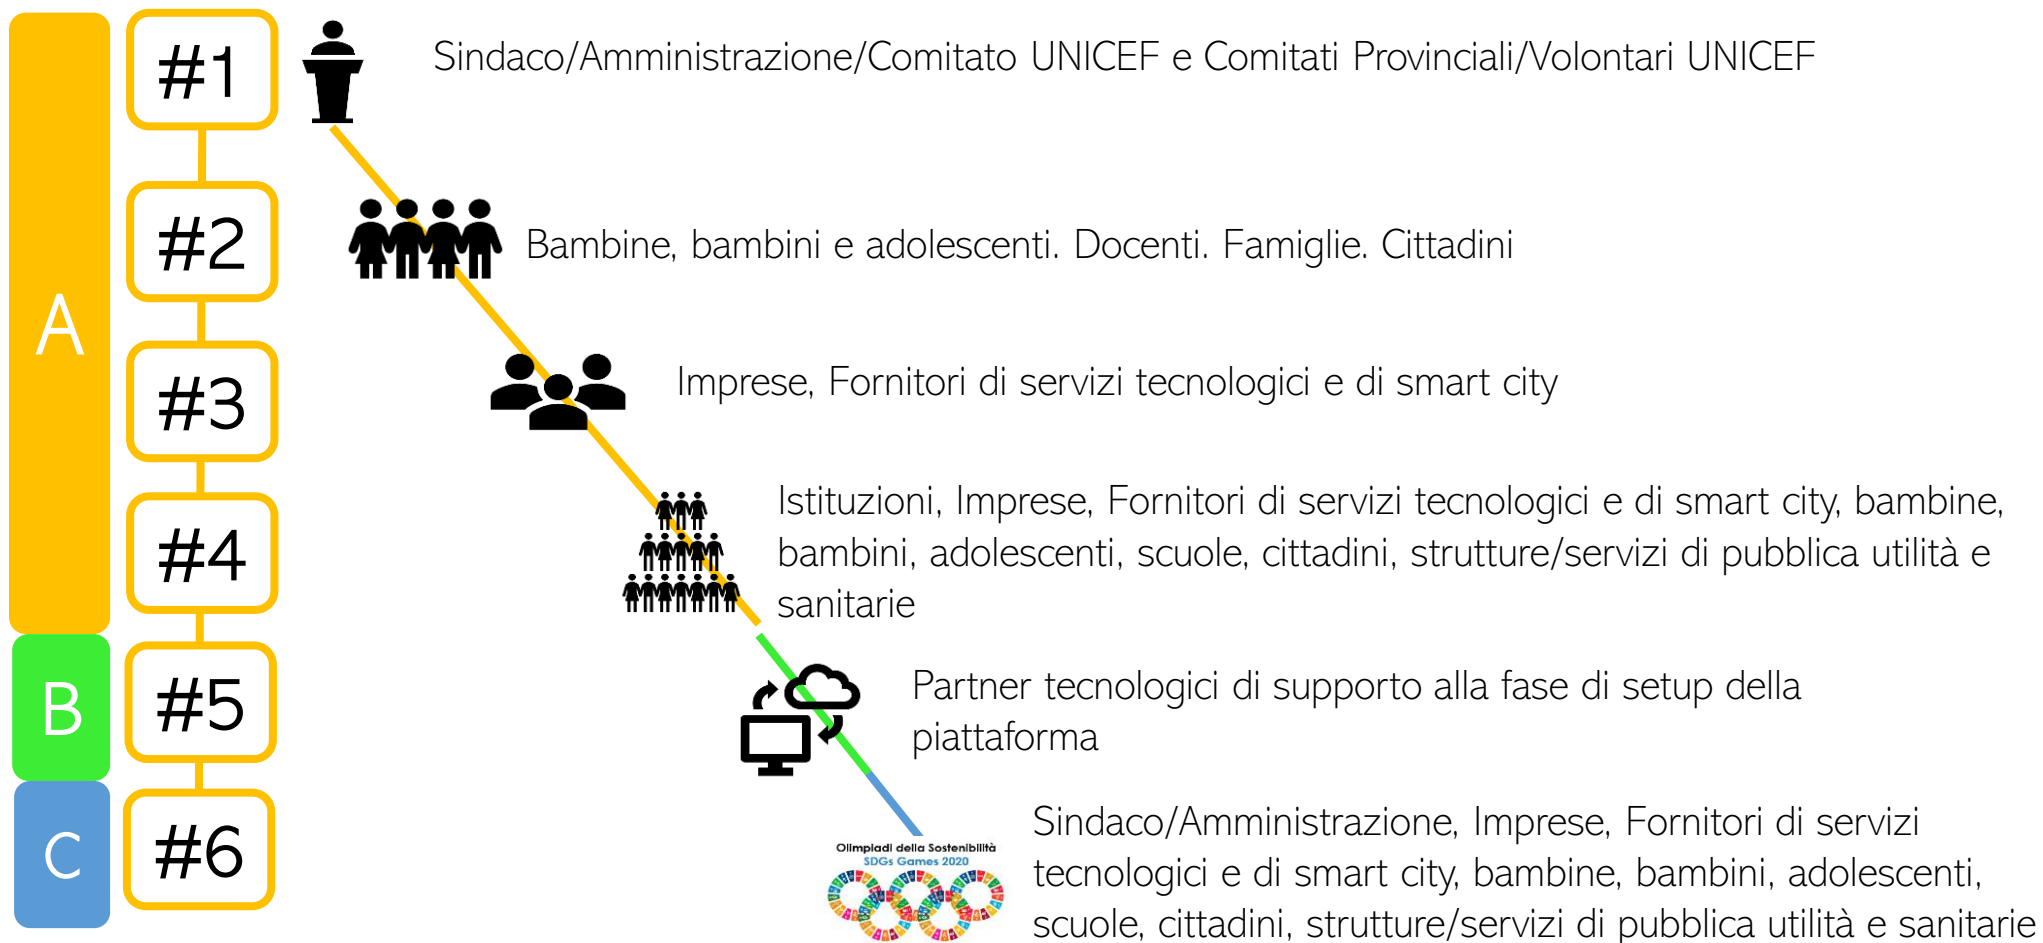 A
#1
Sindaco/Amministrazione/Comitato UNICEF e Comitati Provinciali/Volontari UNICEF
#2
Bambine, bambini e adolescenti. Docenti. Famiglie. Cittadini
#3
Imprese, Fornitori di servizi tecnologici e di smart city
#4
Istituzioni, Imprese, Fornitori di servizi tecnologici e di smart city, bambine,
bambini, adolescenti, scuole, cittadini, strutture/servizi di pubblica utilità e
sanitarie
B
#5
Partner tecnologici di supporto alla fase di setup della
piattaforma
C
#6
Olimpiadi della Sostenibilità
SDGs Games 2020
Sindaco/Amministrazione, Imprese, Fornitori di servizi
tecnologici e di smart city, bambine, bambini, adolescenti,
scuole, cittadini, strutture/servizi di pubblica utilità e sanitarie